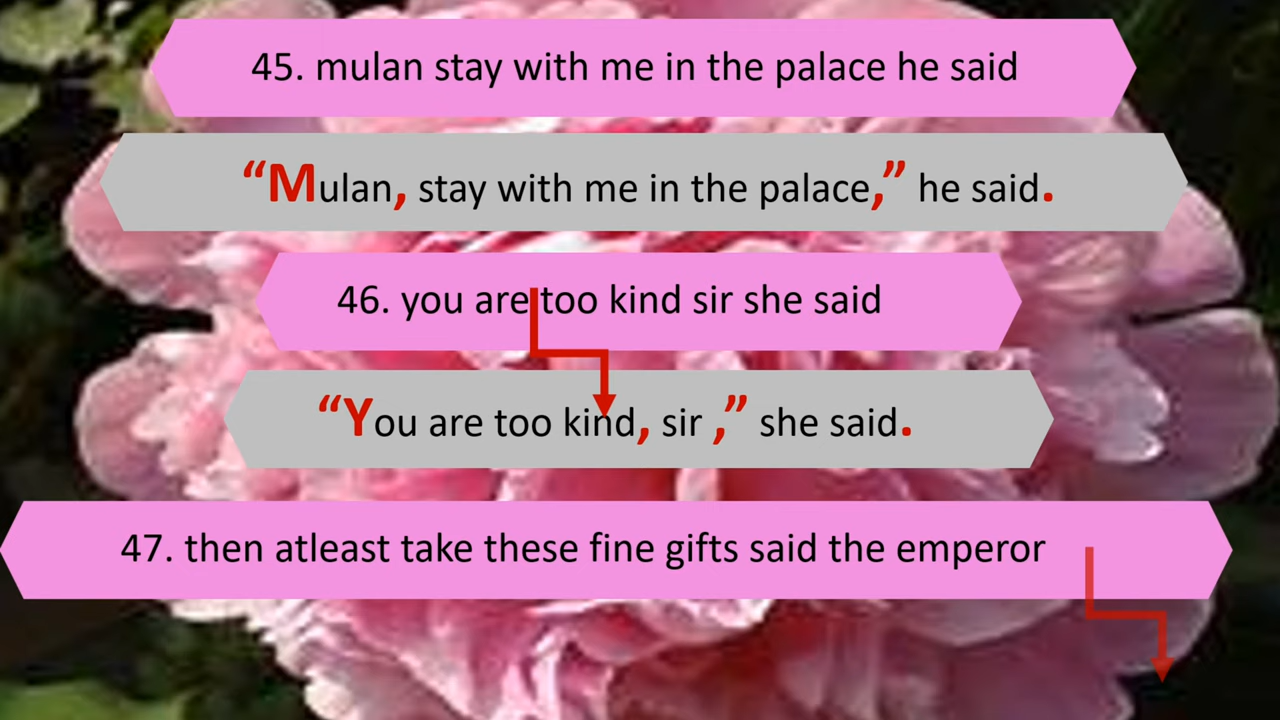 45. mulan stay with me in the palace he said
“Mulan, stay with me in the palace,” he said.
46. you are too kind sir she said
“You are too kind, sir ,” she said.
47. then atleast take these fine gifts said the emperor